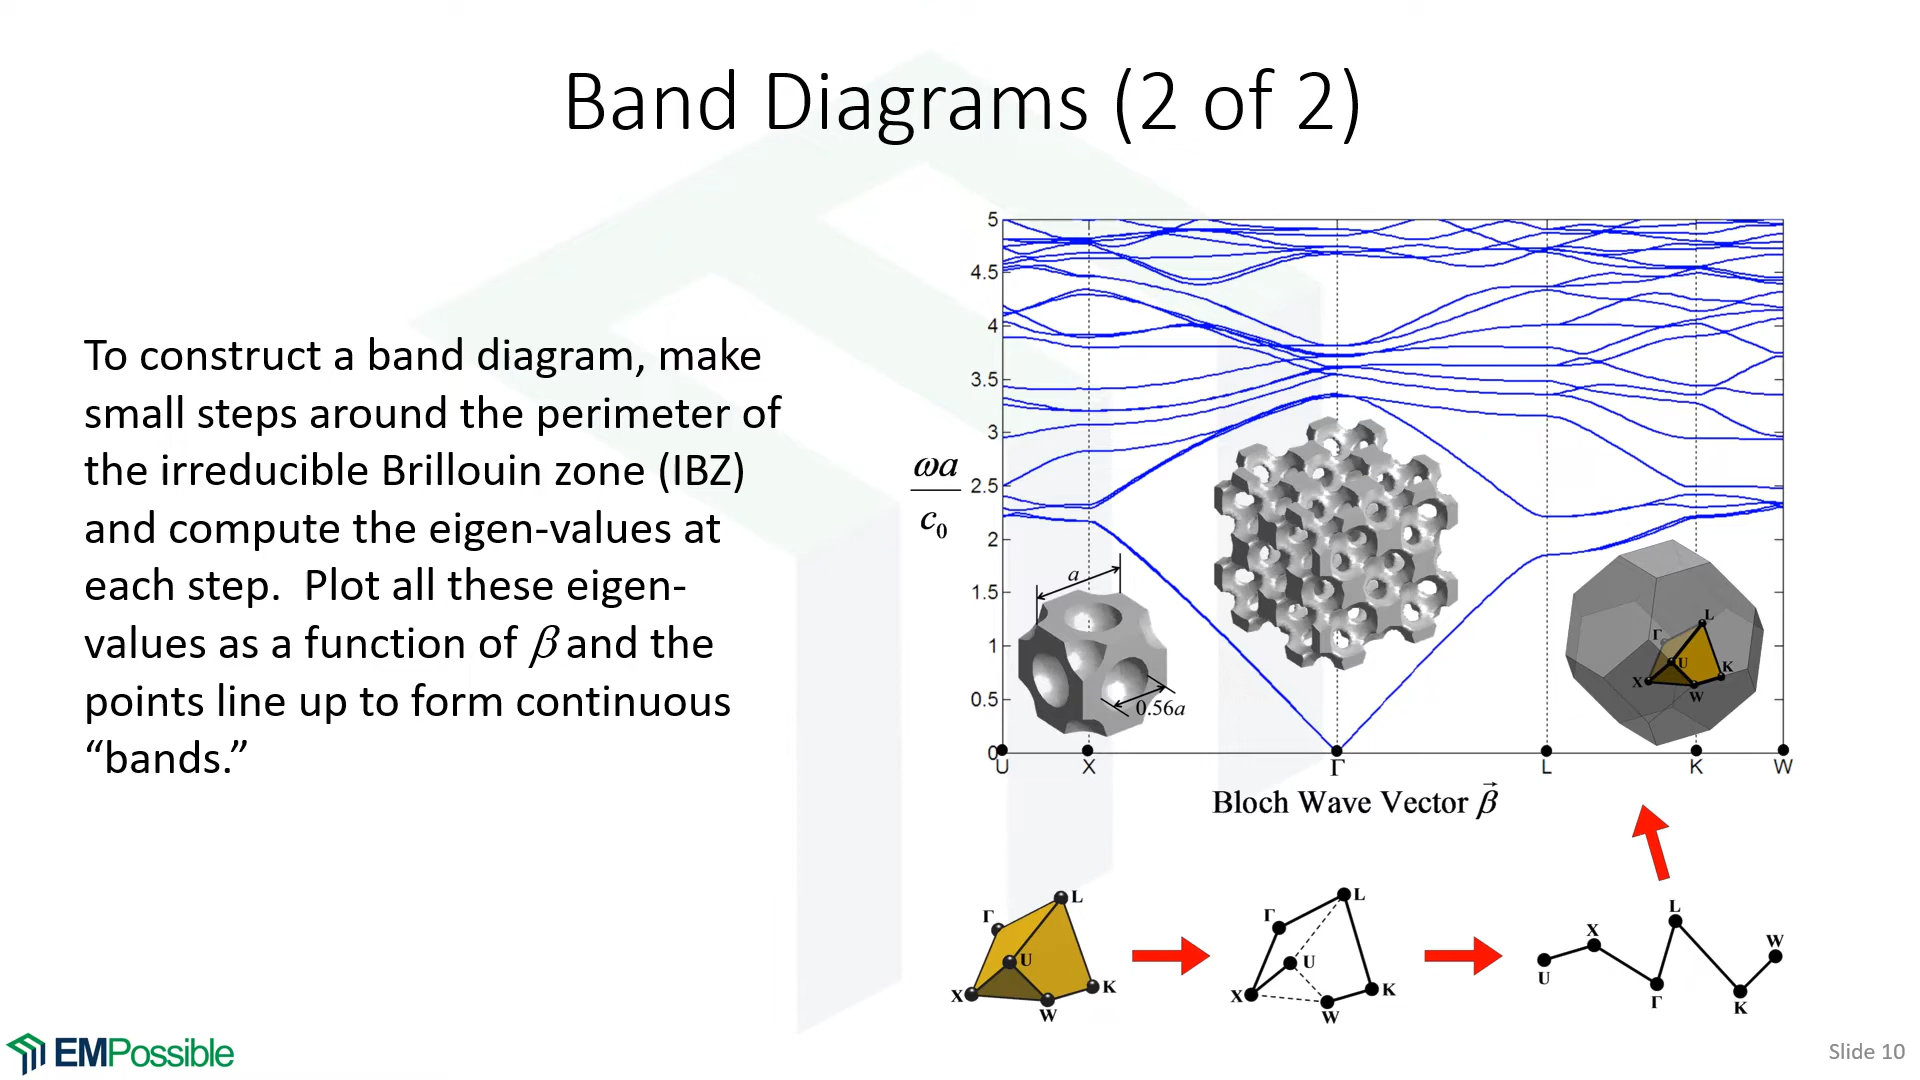 Band Diagrams (2 of 2)
To construct a band diagram, make
small steps around the perimeter of
the irreducible Brillouin zone (IBZ)
and compute the eigen-values at
each step.  Plot all these eigen-
values as a function of β and the
points line up to form continuous
“bands.”
ωa
c₀
5
4.5
4
3.5
3
2.5
2
1.5
1
0.5
0
a
0.56a
L
Γ
U
K
X
W
U X Γ L K W
Bloch Wave Vector β⃗
L
Γ
U
X
K
W
L
Γ
U
X
K
W
L
X
W
U
Γ
K
EMPossible
Slide 10